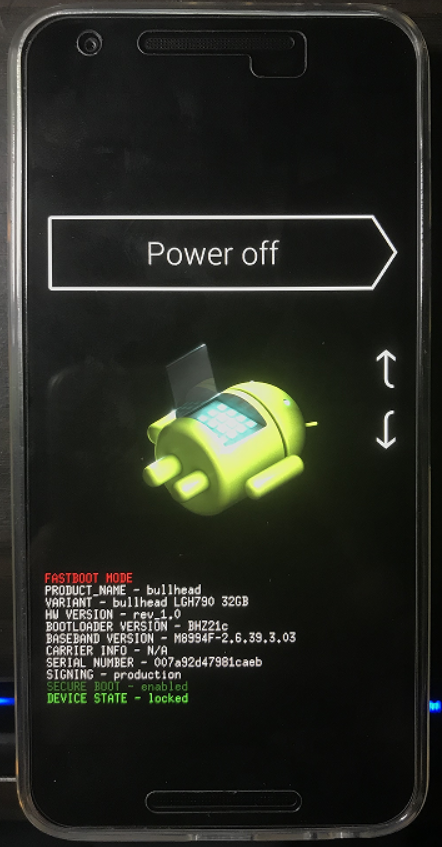 Power off
FASTBOOT MODE
PRODUCT_NAME - bullhead
VARIANT - bullhead LGH790 32GB
HW VERSION - rev_1.0
BOOTLOADER VERSION - BHZ21c
BASEBAND VERSION - M8994F-2.6.39.3.03
CARRIER INFO - N/A
SERIAL NUMBER - 007a92d47981caeb
SIGNING - production
SECURE BOOT - enabled
DEVICE STATE - locked